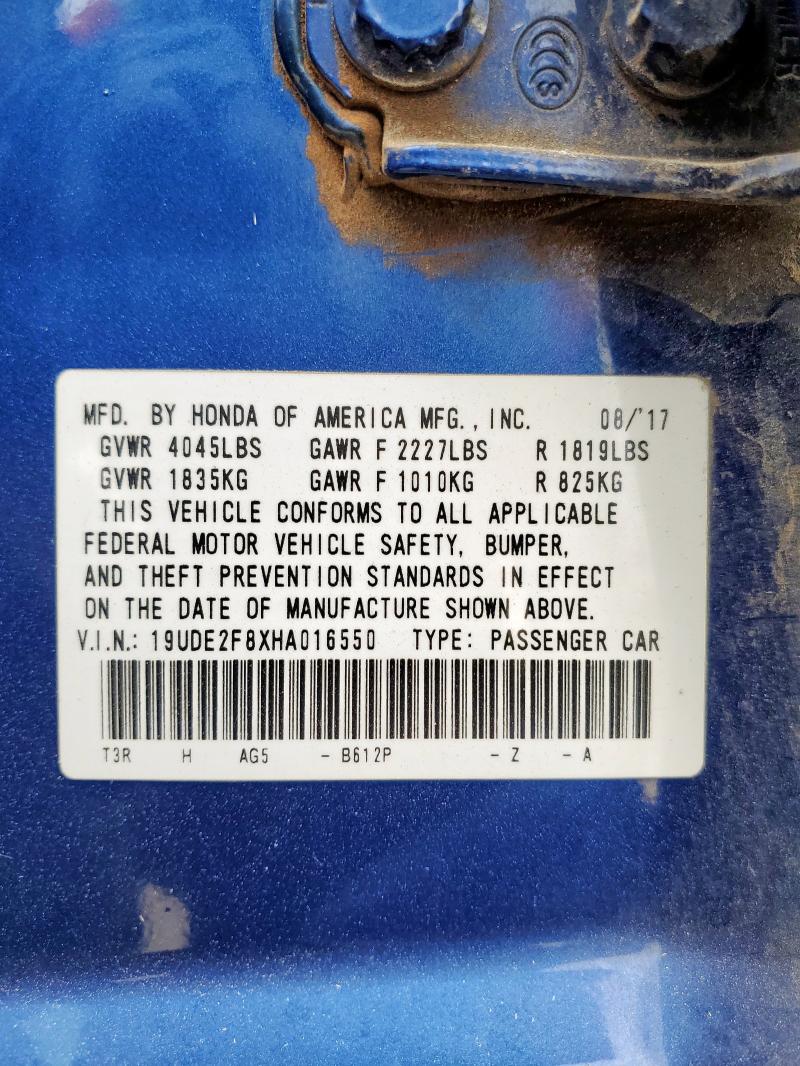 MFD. BY HONDA OF AMERICA MFG., INC. 08/'17
GVWR 4045LBS GAWR F 2227LBS R 1819LBS
GVWR 1835KG GAWR F 1010KG R 825KG
THIS VEHICLE CONFORMS TO ALL APPLICABLE
FEDERAL MOTOR VEHICLE SAFETY, BUMPER,
AND THEFT PREVENTION STANDARDS IN EFFECT
ON THE DATE OF MANUFACTURE SHOWN ABOVE.
V.I.N.: 19UDE2F8XHA016550 TYPE: PASSENGER CAR
T3R H AG5 - B612P - Z - A